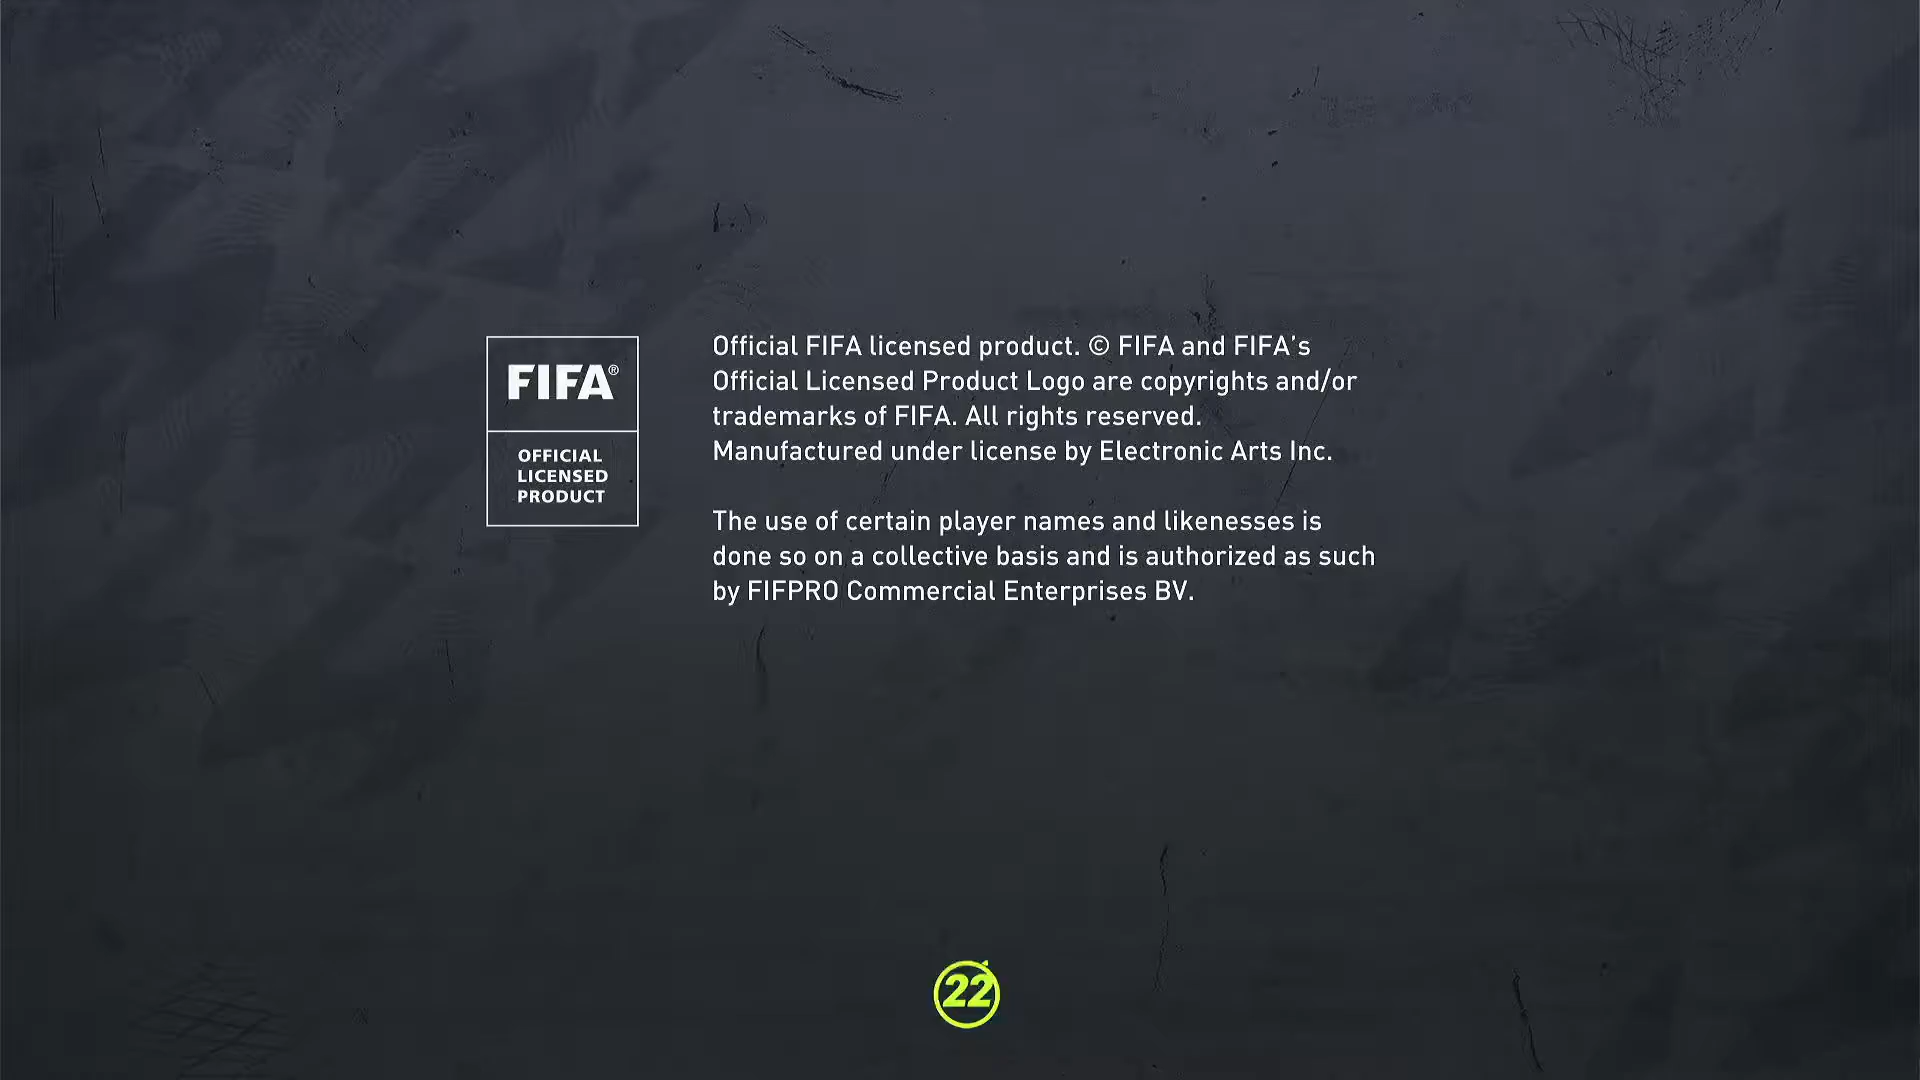 FIFA®
OFFICIAL
LICENSED
PRODUCT
Official FIFA licensed product. © FIFA and FIFA’s
Official Licensed Product Logo are copyrights and/or
trademarks of FIFA. All rights reserved.
Manufactured under license by Electronic Arts Inc.
The use of certain player names and likenesses is
done so on a collective basis and is authorized as such
by FIFPRO Commercial Enterprises BV.
22